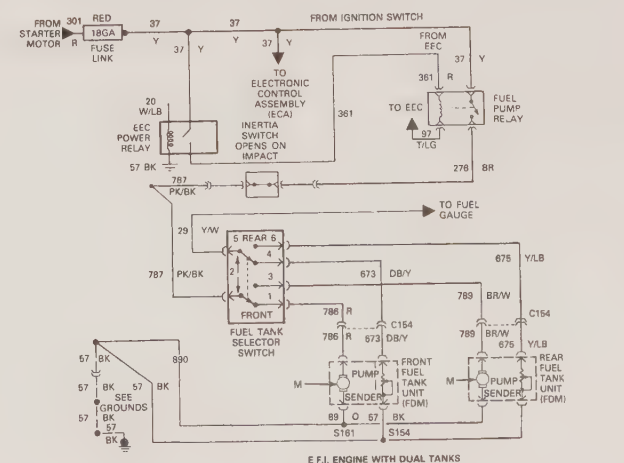 FROM IGNITION SWITCH
FROM STARTER MOTOR
301
R
RED
18GA
FUSE LINK
37
Y
37
Y
37
Y
37
Y
37
Y
FROM EEC
361
R
TO ELECTRONIC CONTROL ASSEMBLY (ECA)
20
W/LB
EEC POWER RELAY
INERTIA SWITCH OPENS ON IMPACT
361
TO EEC
97
T/LG
FUEL PUMP RELAY
57 BK
276
BR
787
PK/BK
TO FUEL GAUGE
29
Y/W
5 REAR 6
4
2
3
1
FRONT
FUEL TANK SELECTOR SWITCH
787
PK/BK
673
DB/Y
675
Y/LB
789
BR/W
786
R
C154
C154
786
R
673
DB/Y
789
BR/W
675
Y/LB
57
BK
890
57
BK
57
BK
SEE GROUNDS
57
BK
57
BK
M
PUMP
SENDER
FRONT FUEL TANK UNIT (FDM)
M
PUMP
SENDER
REAR FUEL TANK UNIT (FDM)
89
O
57
BK
S161
S154
E.F.I. ENGINE WITH DUAL TANKS